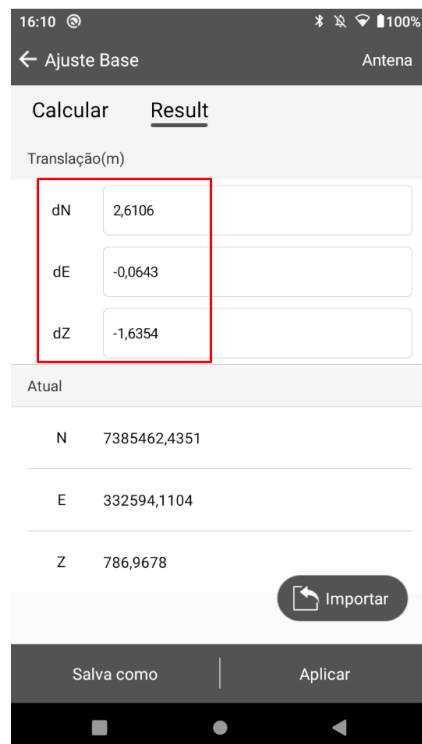 16:10 100%
Ajuste Base Antena
Calcular Result
Translação(m)
dN 2,6106
dE -0,0643
dZ -1,6354
Atual
N 7385462,4351
E 332594,1104
Z 786,9678
Importar
Salva como Aplicar